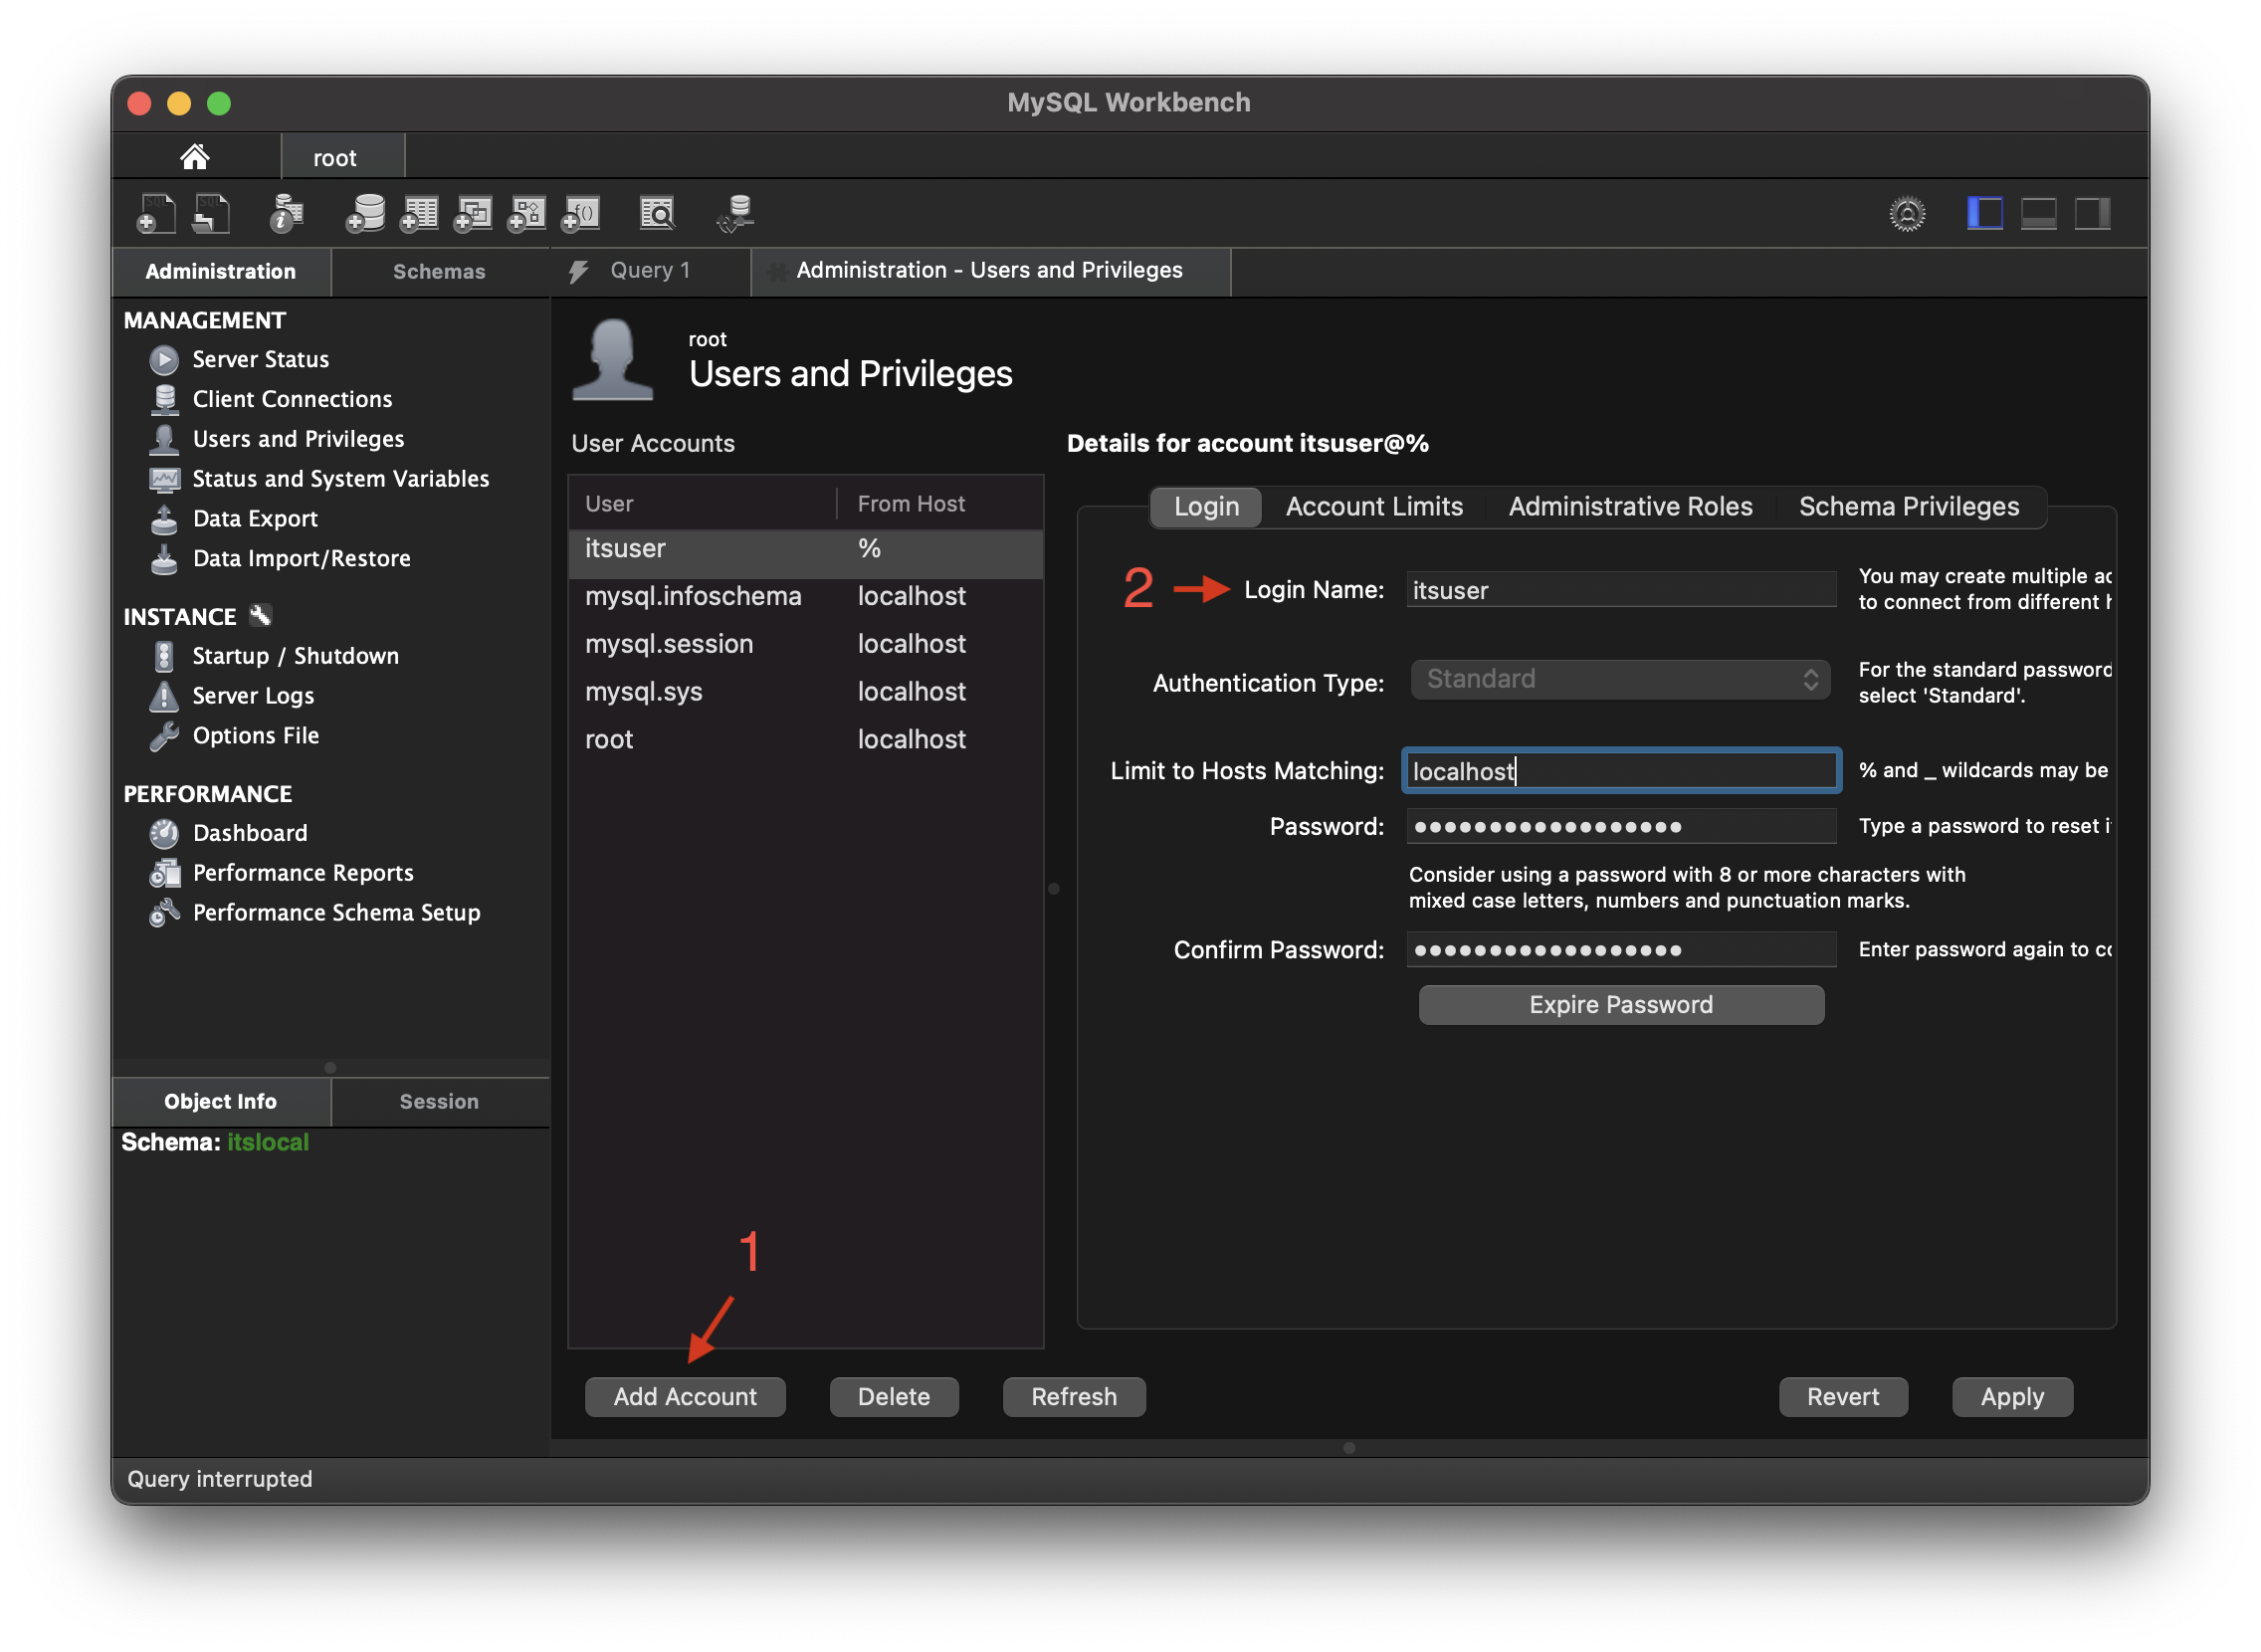 MySQL Workbench
root
Administration
Schemas
Query 1
Administration - Users and Privileges
MANAGEMENT
Server Status
Client Connections
Users and Privileges
Status and System Variables
Data Export
Data Import/Restore
INSTANCE
Startup / Shutdown
Server Logs
Options File
PERFORMANCE
Dashboard
Performance Reports
Performance Schema Setup
Object Info
Session
Schema: itslocal
root
Users and Privileges
User Accounts
User From Host
itsuser %
mysql.infoschema localhost
mysql.session localhost
mysql.sys localhost
root localhost
1
Add Account
Delete
Refresh
Details for account itsuser@%
Login
Account Limits
Administrative Roles
Schema Privileges
2
Login Name: itsuser
You may create multiple
to connect from different
Authentication Type: Standard
For the standard password
select 'Standard'.
Limit to Hosts Matching: localhost
% and _ wildcards may be
Password: ●●●●●●●●●●●●●●●●●●
Type a password to reset
Consider using a password with 8 or more characters with
mixed case letters, numbers and punctuation marks.
Confirm Password: ●●●●●●●●●●●●●●●●●●
Enter password again to
Expire Password
Revert
Apply
Query interrupted